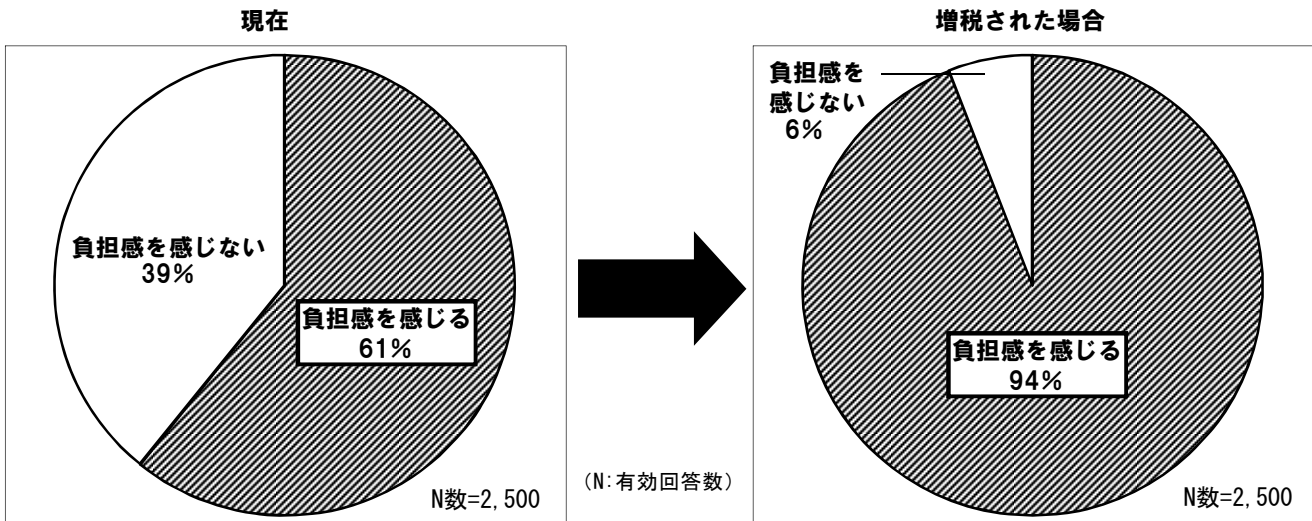 現在
負担感を感じない
39%
負担感を感じる
61%
N数=2,500
（N:有効回答数）
増税された場合
負担感を
感じない
6%
負担感を感じる
94%
N数=2,500